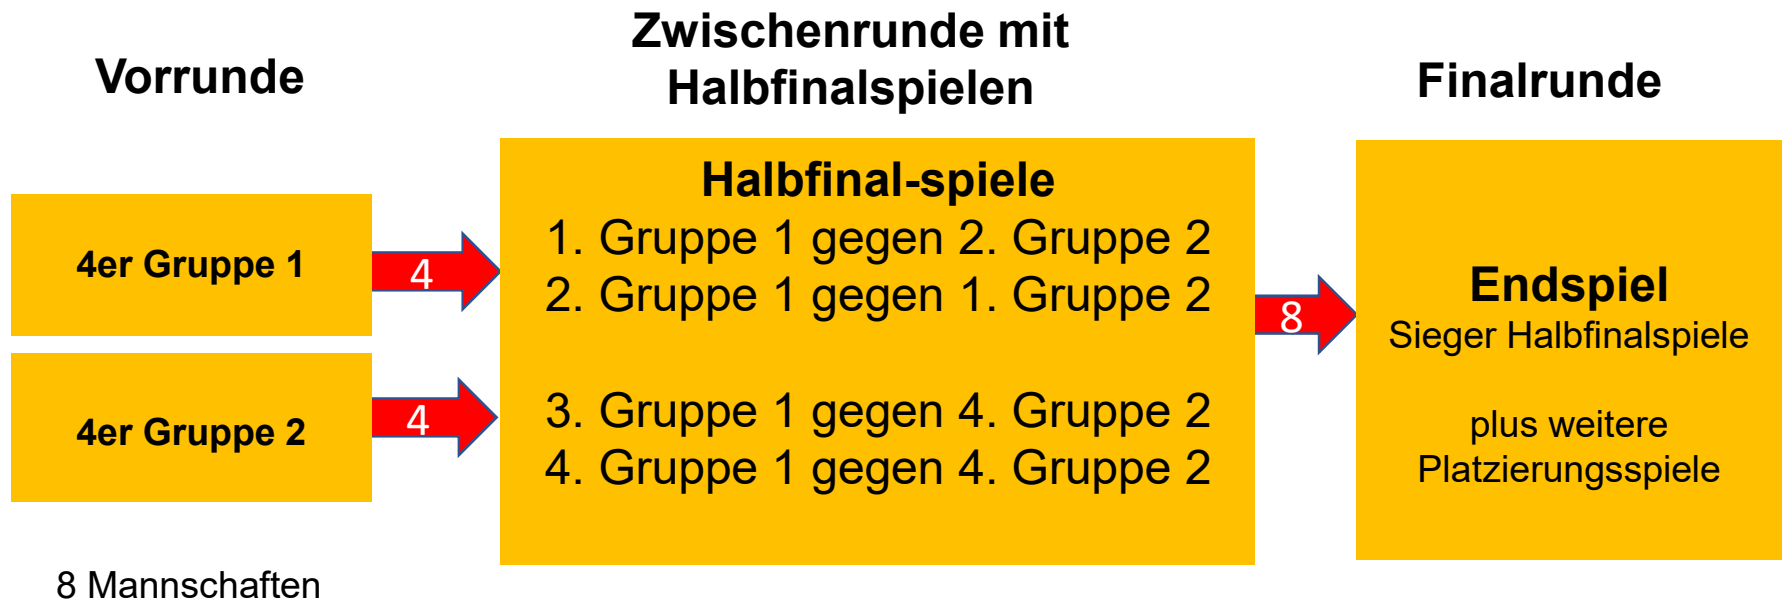 Vorrunde
4er Gruppe 1
4er Gruppe 2
8 Mannschaften
4
4
Zwischenrunde mit
Halbfinalspielen
Halbfinal-spiele
1. Gruppe 1 gegen 2. Gruppe 2
2. Gruppe 1 gegen 1. Gruppe 2
3. Gruppe 1 gegen 4. Gruppe 2
4. Gruppe 1 gegen 4. Gruppe 2
8
Finalrunde
Endspiel
Sieger Halbfinalspiele
plus weitere
Platzierungsspiele